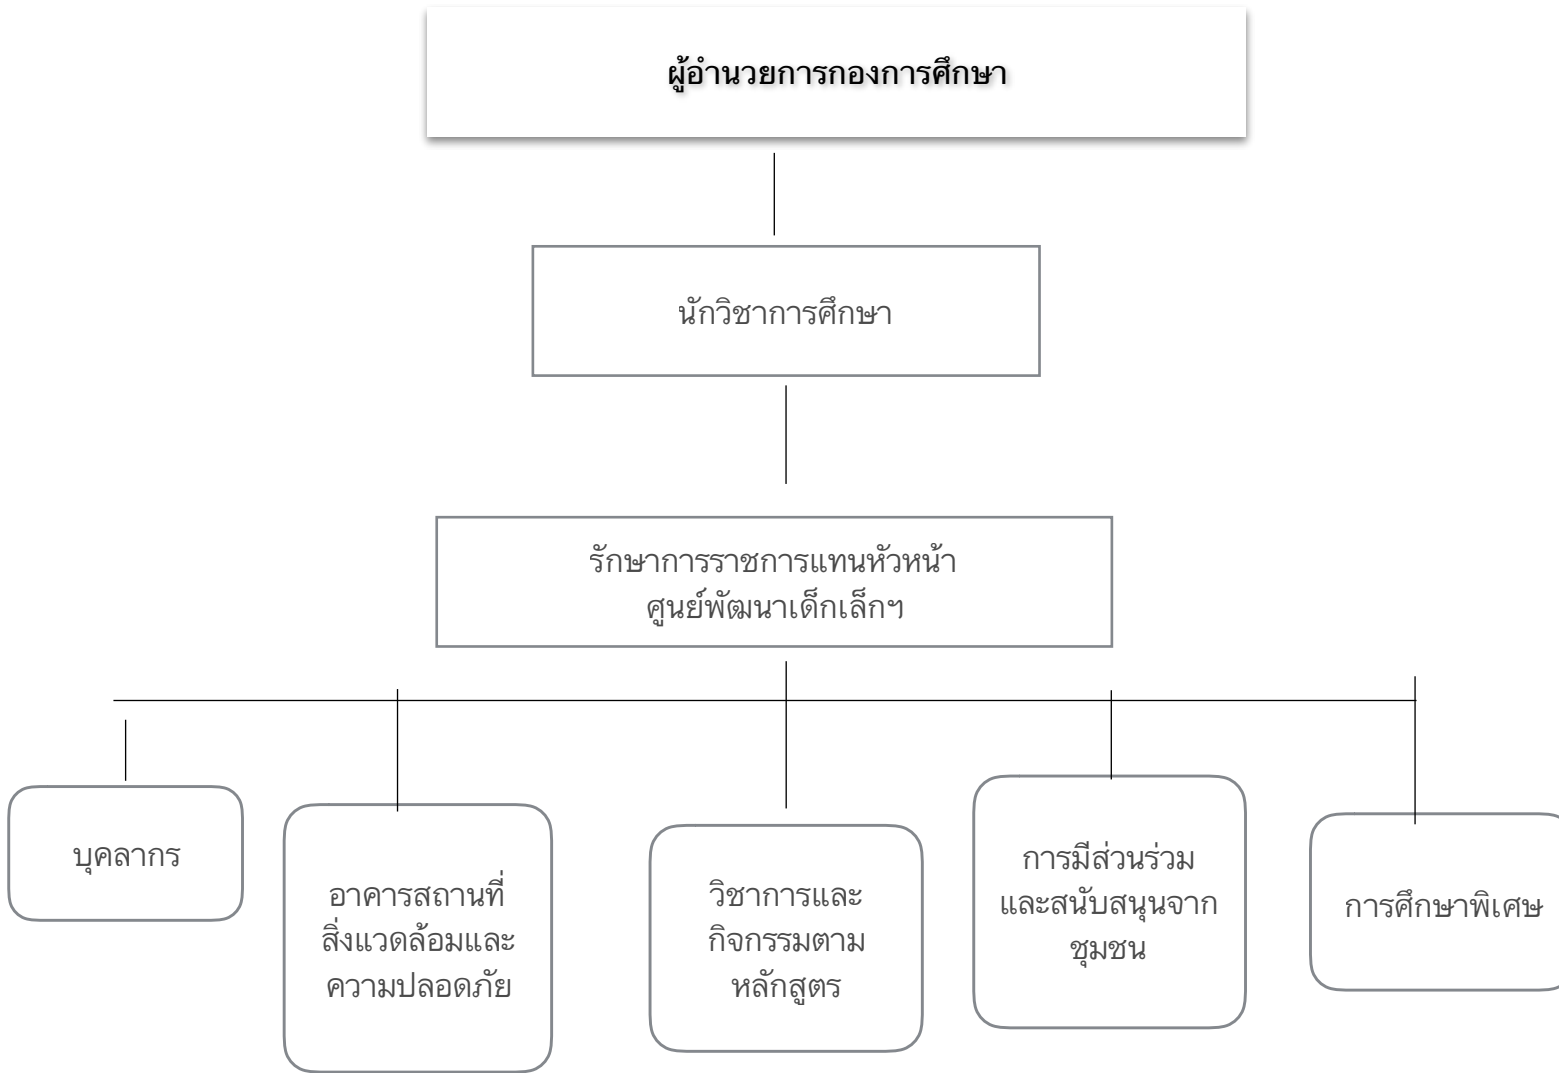 ผู้อำนวยการกองการศึกษา
นักวิชาการศึกษา
รักษาการราชการแทนหัวหน้า
ศูนย์พัฒนาเด็กเล็กฯ
บุคลากร
อาคารสถานที่
สิ่งแวดล้อมและ
ความปลอดภัย
วิชาการและ
กิจกรรมตาม
หลักสูตร
การมีส่วนร่วม
และสนับสนุนจาก
ชุมชน
การศึกษาพิเศษ